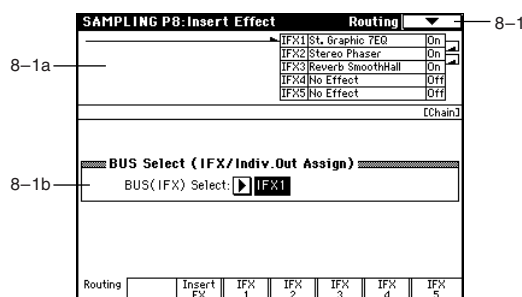 SAMPLING P8:Insert Effect Routing
8–1
IFX1 St. Graphic 7EQ On
IFX2 Stereo Phaser On
IFX3 Reverb SmoothHall On
IFX4 No Effect Off
IFX5 No Effect Off
8–1a
[Chain]
BUS Select (IFX/Indiv.Out Assign)
8–1b
BUS(IFX) Select: IFX1
Routing Insert FX IFX 1 IFX 2 IFX 3 IFX 4 IFX 5